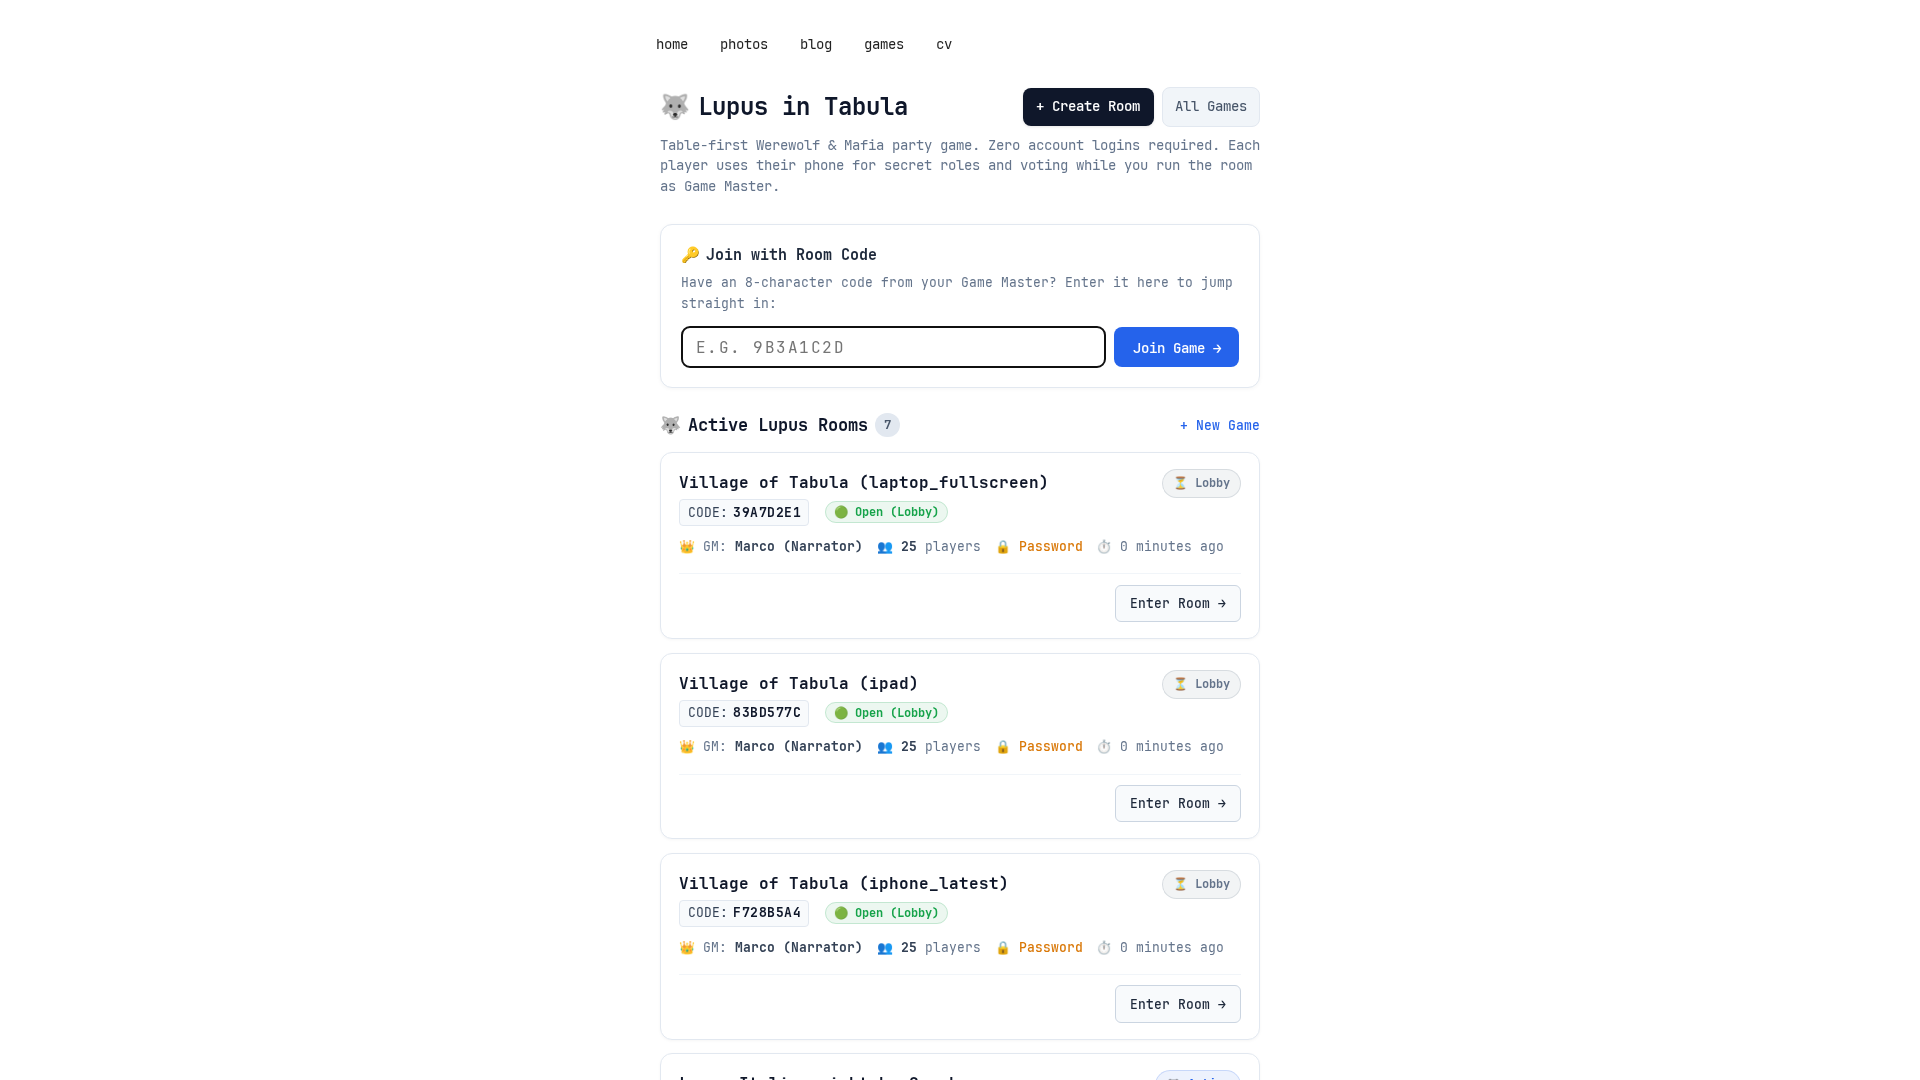 home photos blog games cv
Lupus in Tabula
+ Create Room
All Games
Table-first Werewolf & Mafia party game. Zero account logins required. Each
player uses their phone for secret roles and voting while you run the room
as Game Master.
Join with Room Code
Have an 8-character code from your Game Master? Enter it here to jump
straight in:
E.G. 9B3A1C2D
Join Game →
Active Lupus Rooms 7
+ New Game
Village of Tabula (laptop_fullscreen)
Lobby
CODE: 39A7D2E1 Open (Lobby)
GM: Marco (Narrator) 25 players Password 0 minutes ago
Enter Room →
Village of Tabula (ipad)
Lobby
CODE: 83BD577C Open (Lobby)
GM: Marco (Narrator) 25 players Password 0 minutes ago
Enter Room →
Village of Tabula (iphone_latest)
Lobby
CODE: F728B5A4 Open (Lobby)
GM: Marco (Narrator) 25 players Password 0 minutes ago
Enter Room →